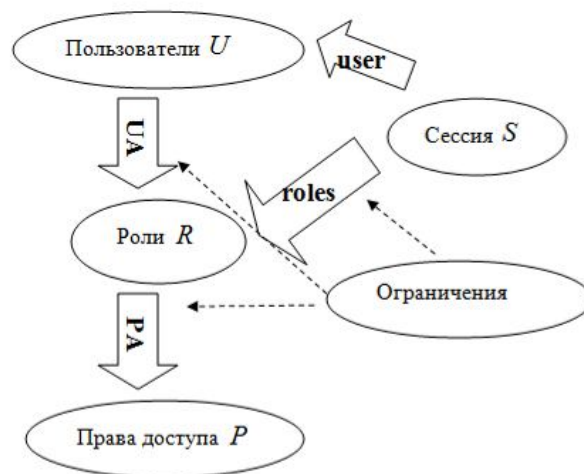 Пользователи U
user
UA
Сессия S
roles
Роли R
Ограничения
PA
Права доступа P